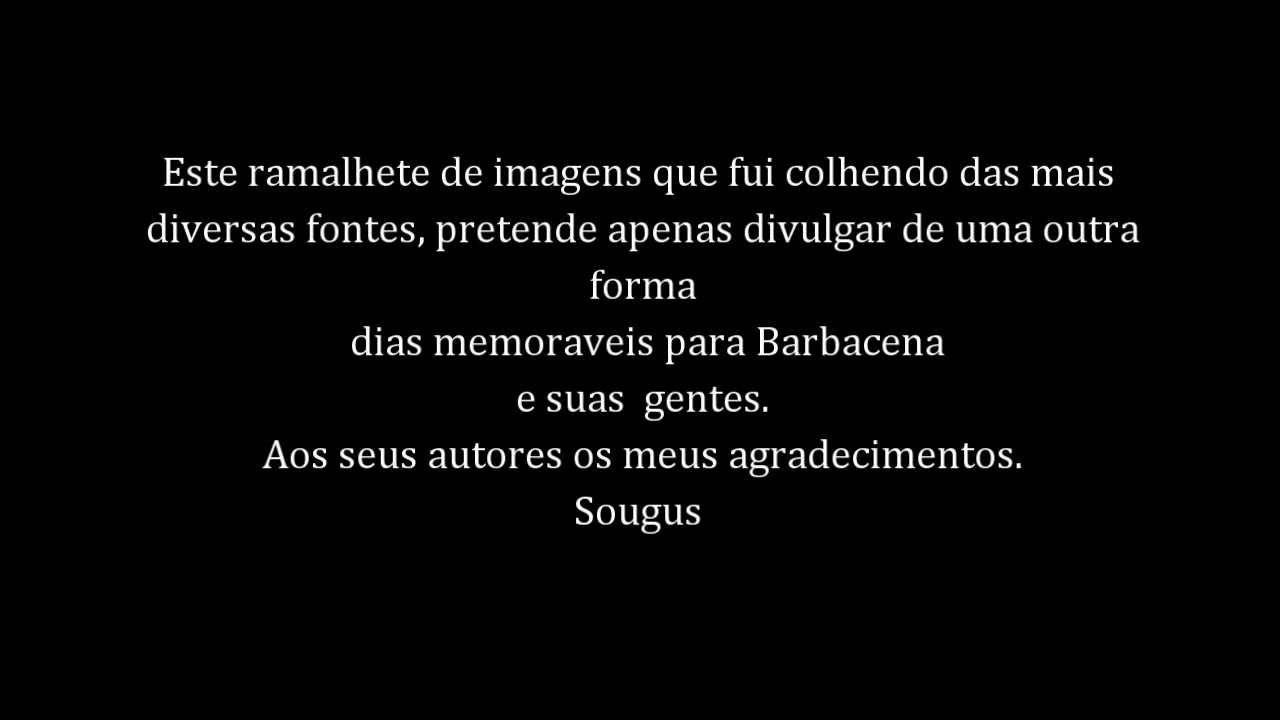 Este ramalhete de imagens que fui colhendo das mais
diversas fontes, pretende apenas divulgar de uma outra
forma
dias memoraveis para Barbacena
e suas  gentes.
Aos seus autores os meus agradecimentos.
Sougus